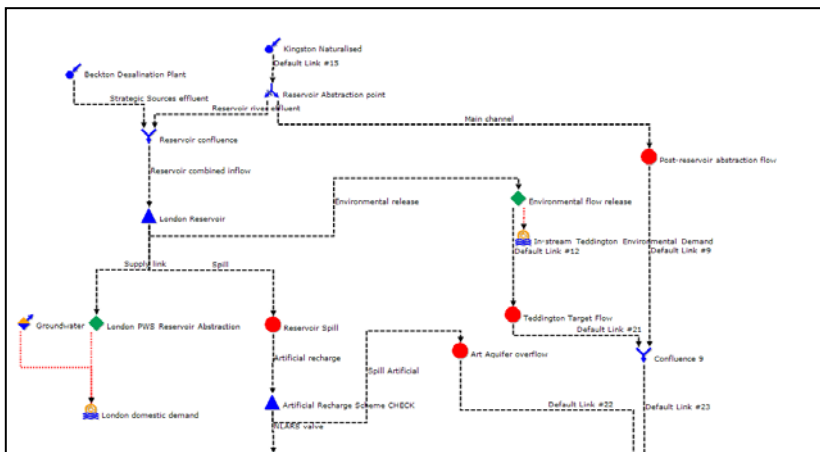 Kingston Naturalised
Default Link #15
Beckton Desalination Plant
Strategic Sources effluent
Reservoir Abstraction point
Reservoir river effluent
Main channel
Reservoir confluence
Post-reservoir abstraction flow
Reservoir combined inflow
Environmental release
Environmental flow release
London Reservoir
In-stream Teddington Environmental Demand
Default Link #12
Default Link #9
Supply link
Spill
Teddington Target Flow
Groundwater
London PWS Reservoir Abstraction
Reservoir Spill
Default Link #21
Artificial recharge
Art Aquifer overflow
Confluence 9
Spill Artificial
London domestic demand
Artificial Recharge Scheme CHECK
Default Link #22
Default Link #23
NLARS valve